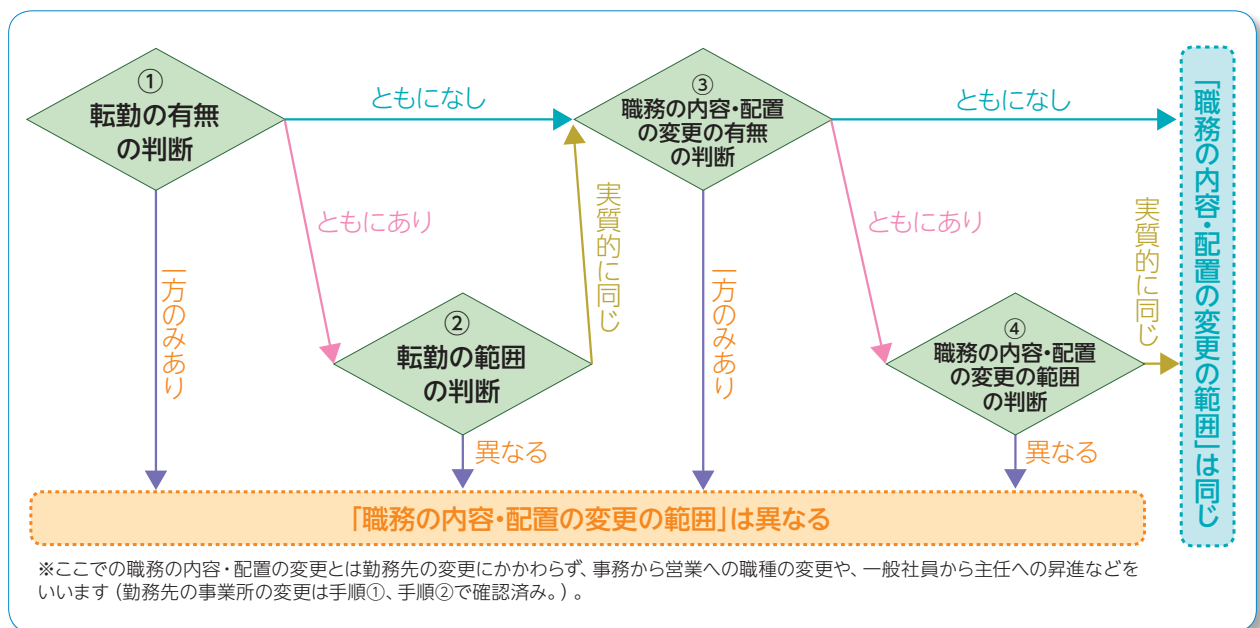 ①
転勤の有無
の判断
ともになし
ともにあり
一方のみあり
②
転勤の範囲
の判断
実質的に同じ
異なる
③
職務の内容・配置
の変更の有無
の判断
ともになし
ともにあり
一方のみあり
④
職務の内容・配置
の変更の範囲
の判断
実質的に同じ
異なる
「職務の内容・配置の変更の範囲」は同じ
「職務の内容・配置の変更の範囲」は異なる
※ここでの職務の内容・配置の変更とは勤務先の変更にかかわらず、事務から営業への職種の変更や、一般社員から主任への昇進などを
いいます（勤務先の事業所の変更は手順①、手順②で確認済み。）。